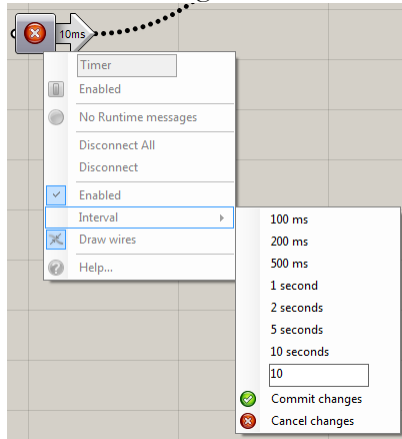 10ms
Timer
Enabled
No Runtime messages
Disconnect All
Disconnect
Enabled
Interval
Draw wires
Help...
100 ms
200 ms
500 ms
1 second
2 seconds
5 seconds
10 seconds
10
Commit changes
Cancel changes